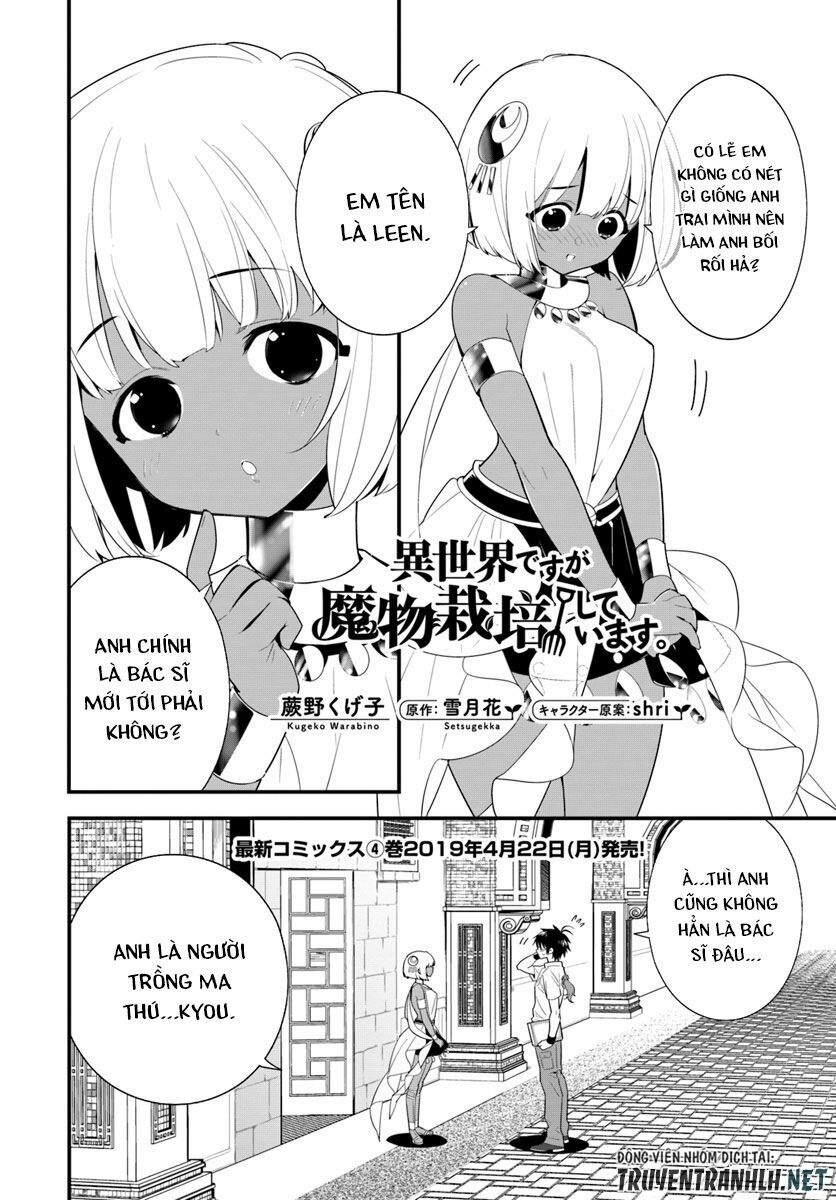 CÓ LẼ EM
KHÔNG CÓ NÉT
GÌ GIỐNG ANH
TRAI MÌNH NÊN
LÀM ANH BỐI
RỐI HẢ?
EM TÊN
LÀ LEEN.
ANH CHÍNH
LÀ BÁC SĨ
MỚI TỚI PHẢI
KHÔNG?
異世界ですが
魔物栽培して
います。
蕨野くげ子 原作:雪月花 キャラクター原案:shri
Kugeko Warabino Setsugekka
最新コミックス④巻2019年4月22日(月)発売!
À...THÌ ANH
CŨNG KHÔNG
HẲN LÀ BÁC
SĨ ĐÂU...
ANH LÀ NGƯỜI
TRỒNG MA
THÚ...KYOU.
ĐỘNG VIÊN NHÓM DỊCH TẠI:
TRUYENTRANHLH.NET